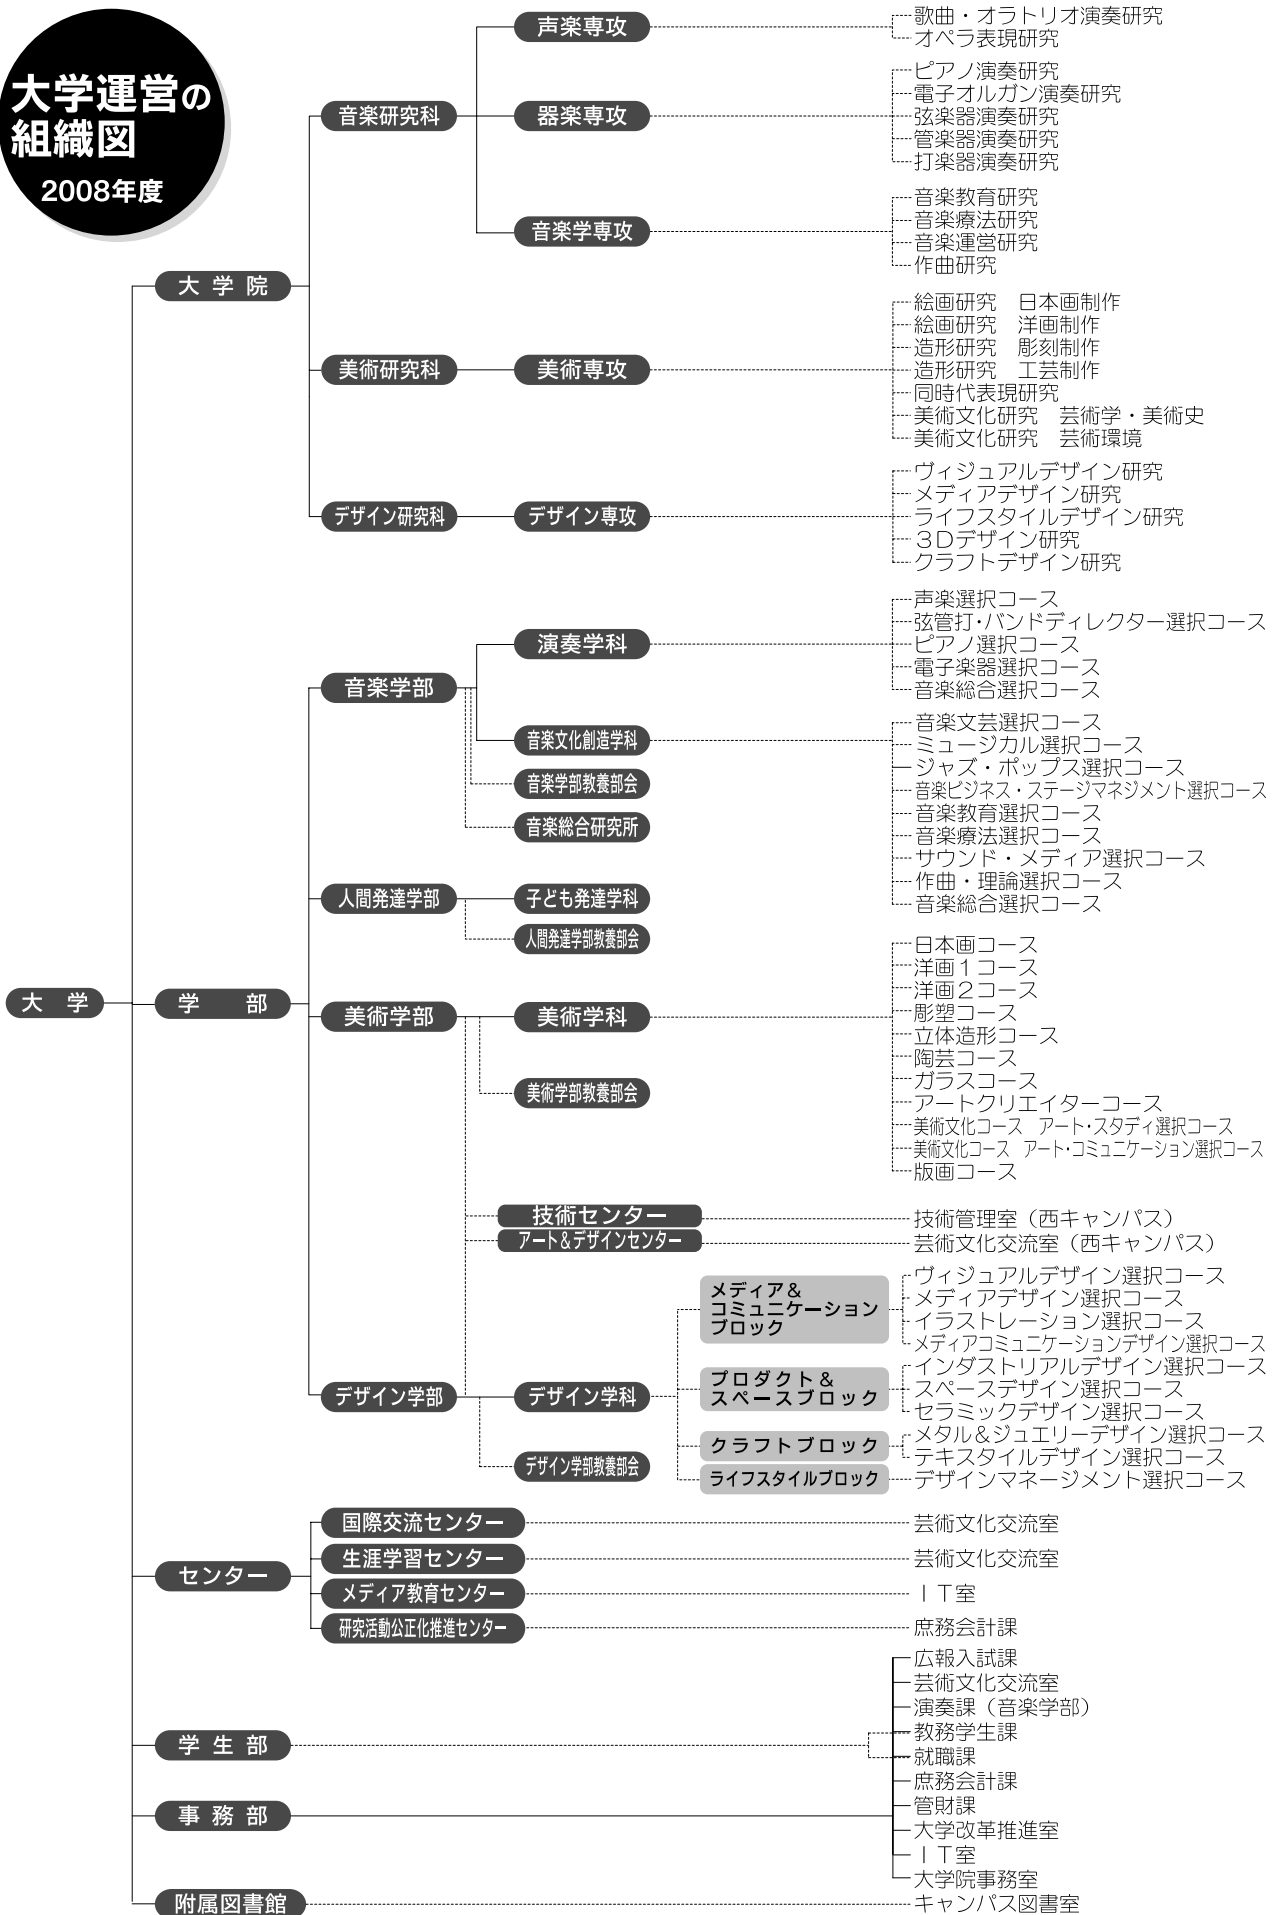 大学運営の
組織図
2008年度
大学
大学院
音楽研究科
声楽専攻
歌曲・オラトリオ演奏研究
オペラ表現研究
器楽専攻
ピアノ演奏研究
電子オルガン演奏研究
弦楽器演奏研究
管楽器演奏研究
打楽器演奏研究
音楽学専攻
音楽教育研究
音楽療法研究
音楽運営研究
作曲研究
美術研究科
美術専攻
絵画研究　日本画制作
絵画研究　洋画制作
造形研究　彫刻制作
造形研究　工芸制作
同時代表現研究
美術文化研究　芸術学・美術史
美術文化研究　芸術環境
デザイン研究科
デザイン専攻
ヴィジュアルデザイン研究
メディアデザイン研究
ライフスタイルデザイン研究
３Ｄデザイン研究
クラフトデザイン研究
学部
音楽学部
演奏学科
声楽選択コース
弦管打・バンドディレクター選択コース
ピアノ選択コース
電子楽器選択コース
音楽総合選択コース
音楽文化創造学科
音楽文芸選択コース
ミュージカル選択コース
ジャズ・ポップス選択コース
音楽ビジネス・ステージマネジメント選択コース
音楽教育選択コース
音楽療法選択コース
サウンド・メディア選択コース
作曲・理論選択コース
音楽総合選択コース
音楽学部教養部会
音楽総合研究所
人間発達学部
子ども発達学科
人間発達学部教養部会
美術学部
美術学科
日本画コース
洋画１コース
洋画２コース
彫塑コース
立体造形コース
陶芸コース
ガラスコース
アートクリエイターコース
美術文化コース　アート・スタディ選択コース
美術文化コース　アート・コミュニケーション選択コース
版画コース
美術学部教養部会
技術センター
技術管理室（西キャンパス）
アート＆デザインセンター
芸術文化交流室（西キャンパス）
デザイン学部
デザイン学科
メディア＆
コミュニケーション
ブロック
ヴィジュアルデザイン選択コース
メディアデザイン選択コース
イラストレーション選択コース
メディアコミュニケーションデザイン選択コース
プロダクト＆
スペースブロック
インダストリアルデザイン選択コース
スペースデザイン選択コース
セラミックデザイン選択コース
クラフトブロック
メタル＆ジュエリーデザイン選択コース
テキスタイルデザイン選択コース
ライフスタイルブロック
デザインマネージメント選択コース
デザイン学部教養部会
センター
国際交流センター
芸術文化交流室
生涯学習センター
芸術文化交流室
メディア教育センター
ＩＴ室
研究活動公正化推進センター
庶務会計課
学生部
事務部
広報入試課
芸術文化交流室
演奏課（音楽学部）
教務学生課
就職課
庶務会計課
管財課
大学改革推進室
ＩＴ室
大学院事務室
附属図書館
キャンパス図書室